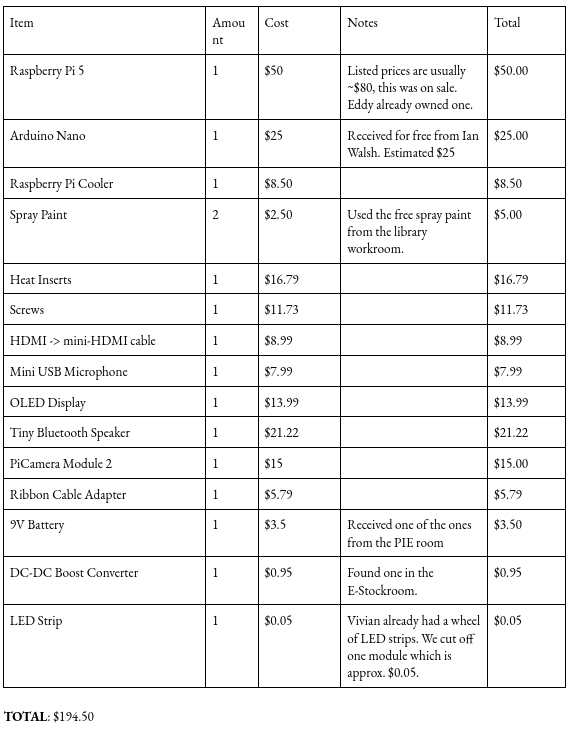 Item Amou Cost Notes Total
nt
Raspberry Pi 5 1 $50 Listed prices are usually $50.00
~$80, this was on sale.
Eddy already owned one.
Arduino Nano 1 $25 Received for free from Ian $25.00
Walsh. Estimated $25
Raspberry Pi Cooler 1 $8.50 $8.50
Spray Paint 2 $2.50 Used the free spray paint $5.00
from the library
workroom.
Heat Inserts 1 $16.79 $16.79
Screws 1 $11.73 $11.73
HDMI -> mini-HDMI cable 1 $8.99 $8.99
Mini USB Microphone 1 $7.99 $7.99
OLED Display 1 $13.99 $13.99
Tiny Bluetooth Speaker 1 $21.22 $21.22
PiCamera Module 2 1 $15 $15.00
Ribbon Cable Adapter 1 $5.79 $5.79
9V Battery 1 $3.5 Received one of the ones $3.50
from the PIE room
DC-DC Boost Converter 1 $0.95 Found one in the $0.95
E-Stockroom.
LED Strip 1 $0.05 Vivian already had a wheel $0.05
of LED strips. We cut off
one module which is
approx. $0.05.
TOTAL: $194.50